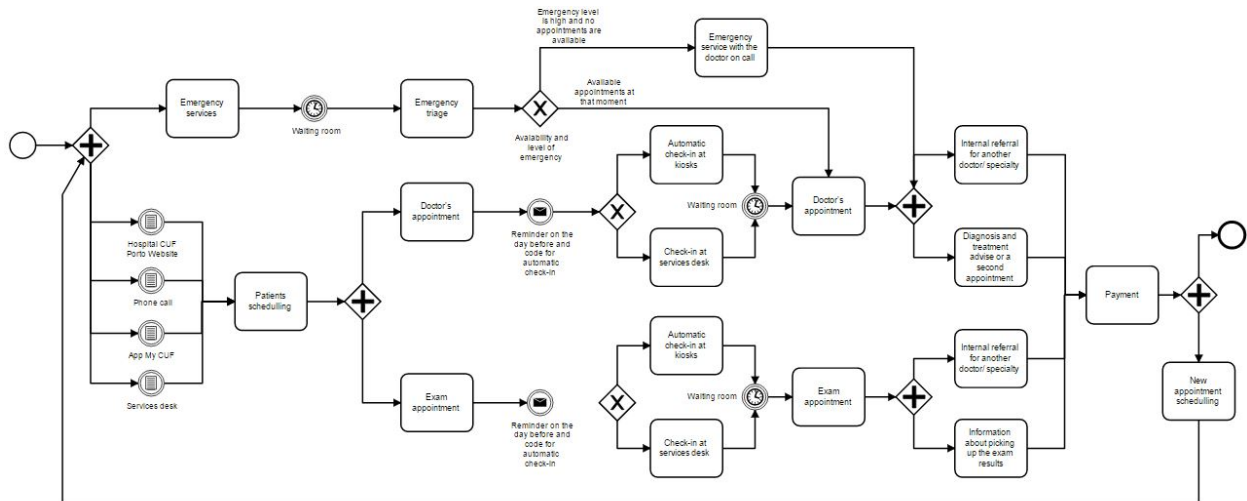 Emergency level
is high and no
appointments are
available
Emergency
service with the
doctor on call
Available
appointments at
that moment
Emergency
services
Waiting room
Emergency
triage
Avalability and
level of
emergency
Automatic
check-in at
kiosks
Internal referral
for another
doctor/ specialty
Doctor's
appointment
Waiting room
Doctor's
appointment
Reminder on the
day before and
code for
automatic
check-in
Check-in at
services desk
Diagnosis and
treatment
advise or a
second
appointment
Hospital CUF
Porto Website
Phone call
App My CUF
Services desk
Patients
schedulling
Payment
Automatic
check-in at
kiosks
Internal referral
for another
doctor/ specialty
Exam
appointment
Waiting room
Exam
appointment
Reminder on the
day before and
code for
automatic
check-in
Check-in at
services desk
Information
about picking
up the exam
results
New
appointment
schedulling